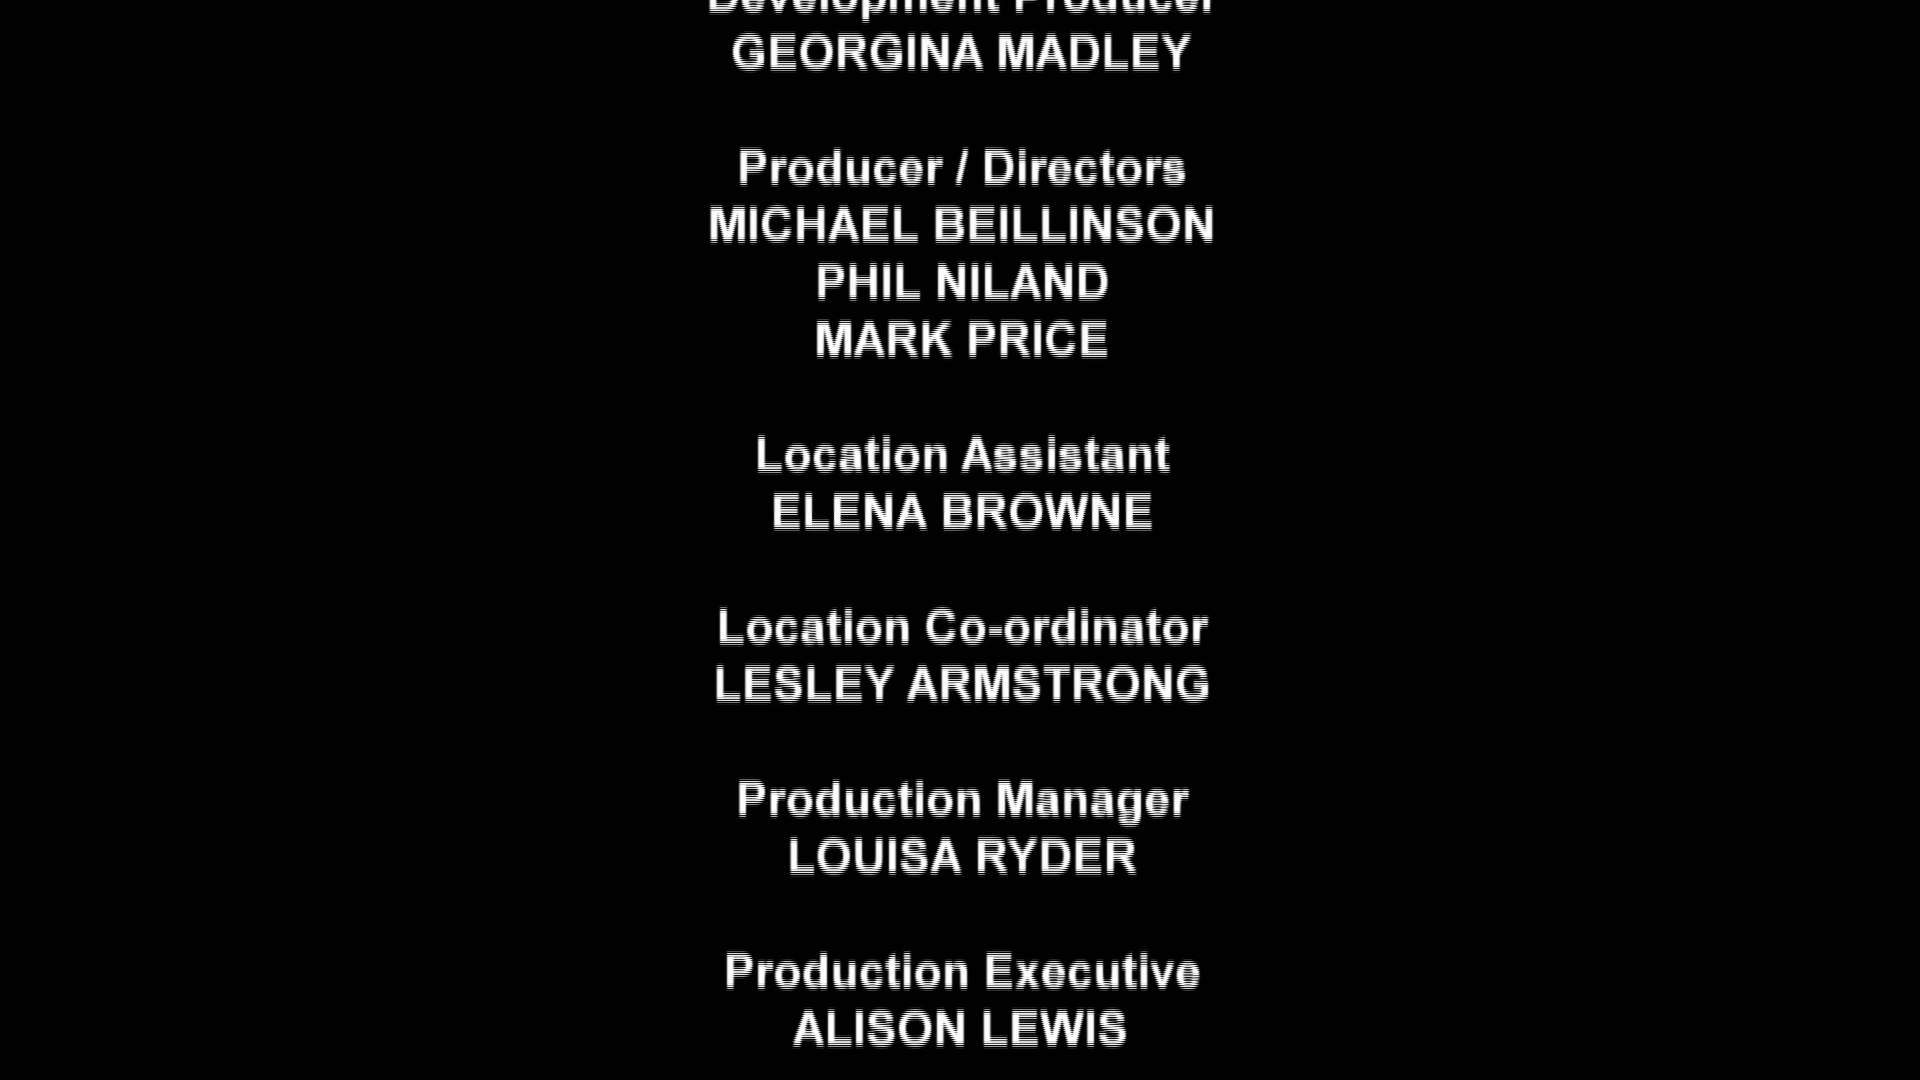 Development Producer
GEORGINA MADLEY
Producer / Directors
MICHAEL BEILLINSON
PHIL NILAND
MARK PRICE
Location Assistant
ELENA BROWNE
Location Co-ordinator
LESLEY ARMSTRONG
Production Manager
LOUISA RYDER
Production Executive
ALISON LEWIS